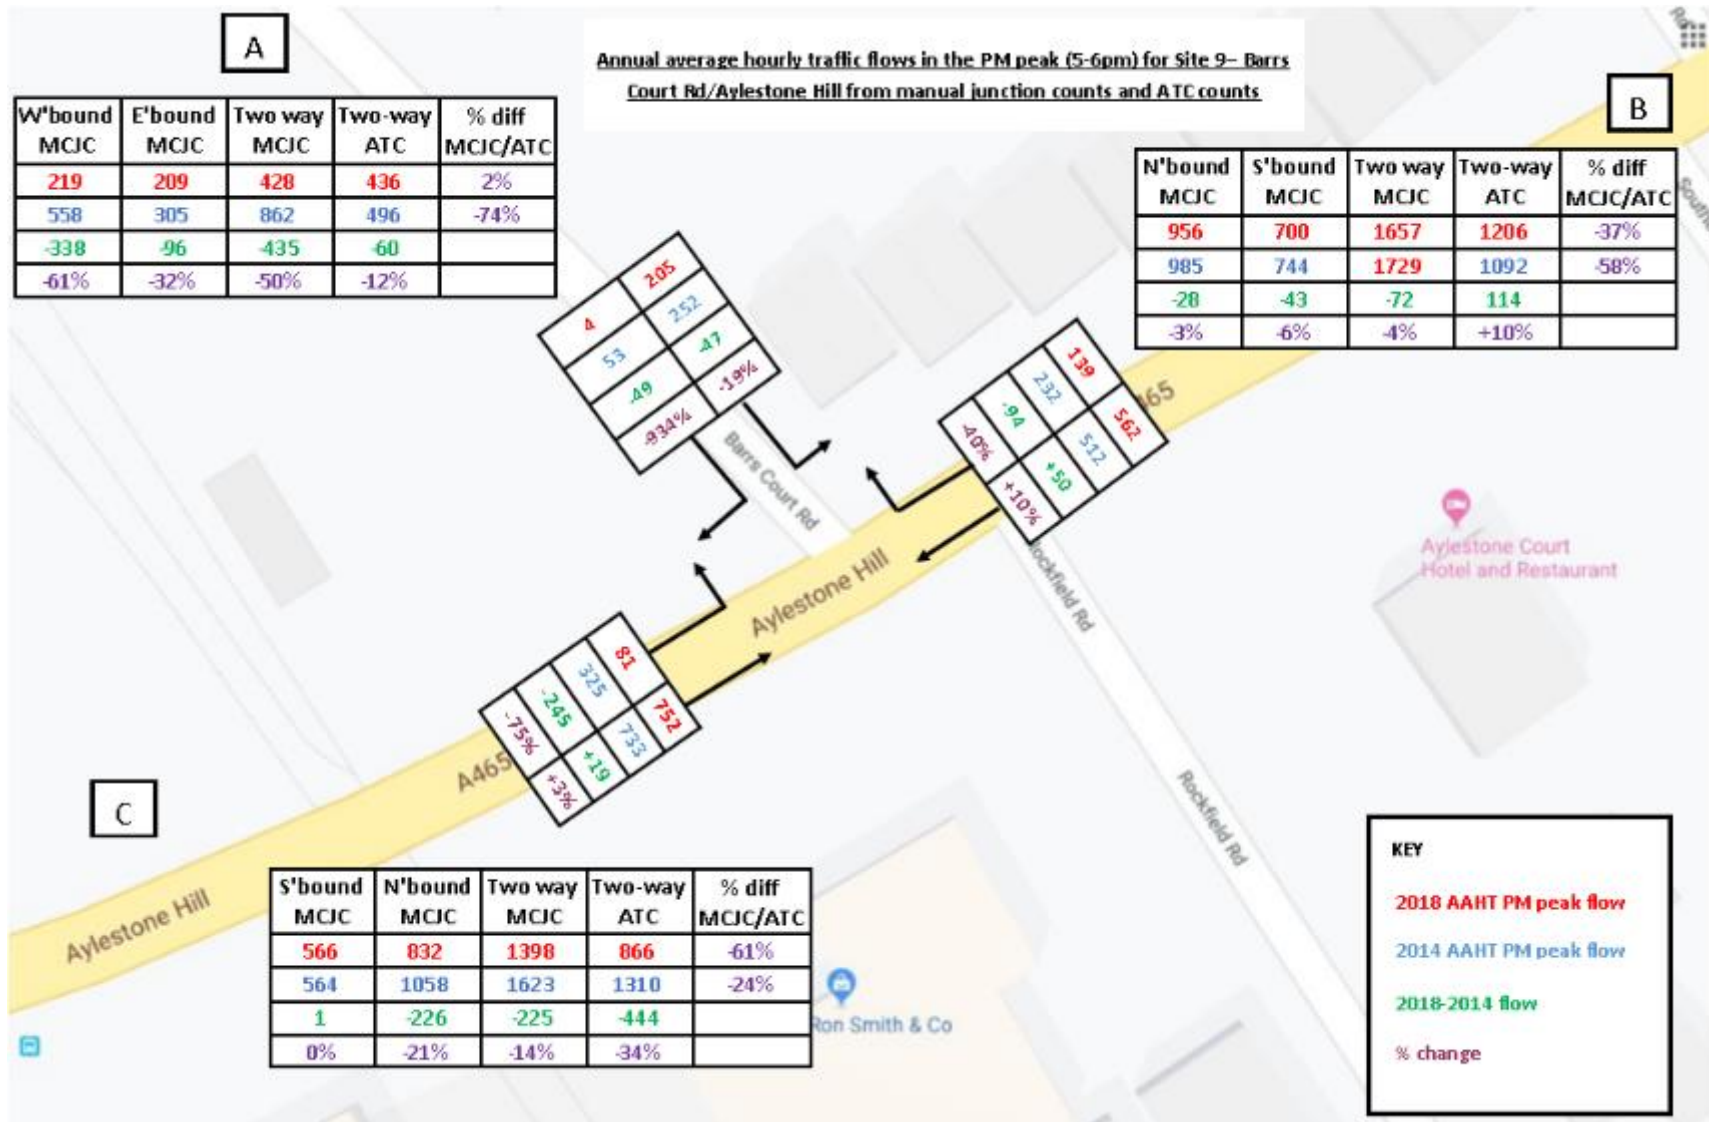 A
Annual average hourly traffic flows in the PM peak (5-6pm) for Site 9– Barrs
Court Rd/Aylestone Hill from manual junction counts and ATC counts
W'bound MCJC E'bound MCJC Two way MCJC Two-way ATC % diff MCJC/ATC
219 209 428 436 2%
558 305 862 496 -74%
-338 -96 -435 -60
-61% -32% -50% -12%
B
N'bound MCJC S'bound MCJC Two way MCJC Two-way ATC % diff MCJC/ATC
956 700 1657 1206 -37%
985 744 1729 1092 -58%
-28 -43 -72 114
-3% -6% -4% +10%
4 205
53 252
-49 -47
-934% -19%
139 562
232 512
-94 +50
-40% +10%
465
Barrs Court Rd
Aylestone Hill
Rockfield Rd
Aylestone Court
Hotel and Restaurant
81 752
325 733
-245 +19
-75% +3%
A465
Rockfield Rd
C
Aylestone Hill
S'bound MCJC N'bound MCJC Two way MCJC Two-way ATC % diff MCJC/ATC
566 832 1398 866 -61%
564 1058 1623 1310 -24%
1 -226 -225 -444
0% -21% -14% -34%
Ron Smith & Co
KEY
2018 AAHT PM peak flow
2014 AAHT PM peak flow
2018-2014 flow
% change